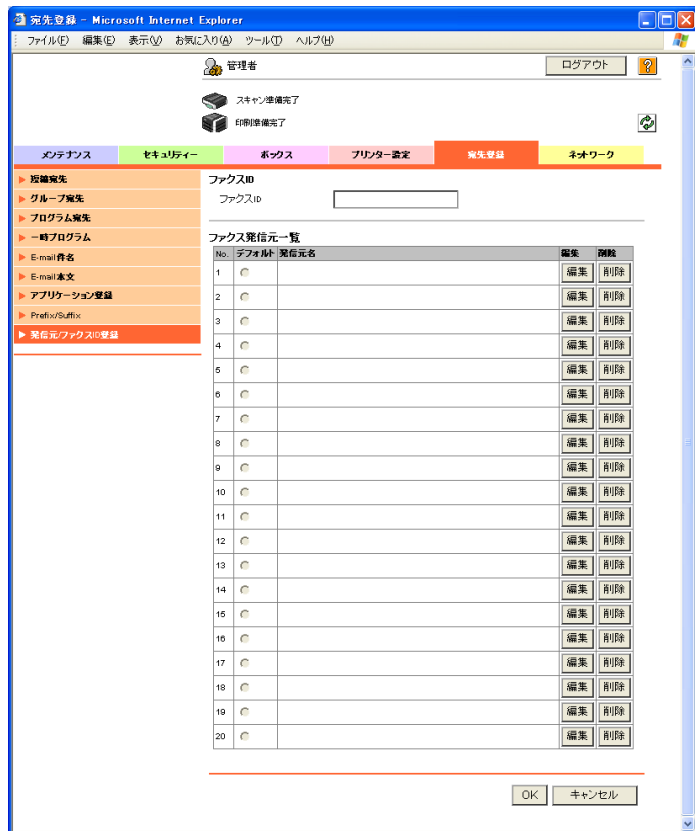 宛先登録 - Microsoft Internet Explorer
ファイル(F) 編集(E) 表示(V) お気に入り(A) ツール(T) ヘルプ(H)
管理者 ログアウト ?
スキャン準備完了
印刷準備完了
メンテナンス セキュリティー ボックス プリンター設定 宛先登録 ネットワーク
短縮宛先
グループ宛先
プログラム宛先
一時プログラム
E-mail件名
E-mail本文
アプリケーション登録
Prefix/Suffix
発信元/ファクスID登録
ファクスID
ファクスID
ファクス発信元一覧
No. デフォルト 発信元名 編集 削除
1 編集 削除
2 編集 削除
3 編集 削除
4 編集 削除
5 編集 削除
6 編集 削除
7 編集 削除
8 編集 削除
9 編集 削除
10 編集 削除
11 編集 削除
12 編集 削除
13 編集 削除
14 編集 削除
15 編集 削除
16 編集 削除
17 編集 削除
18 編集 削除
19 編集 削除
20 編集 削除
OK キャンセル